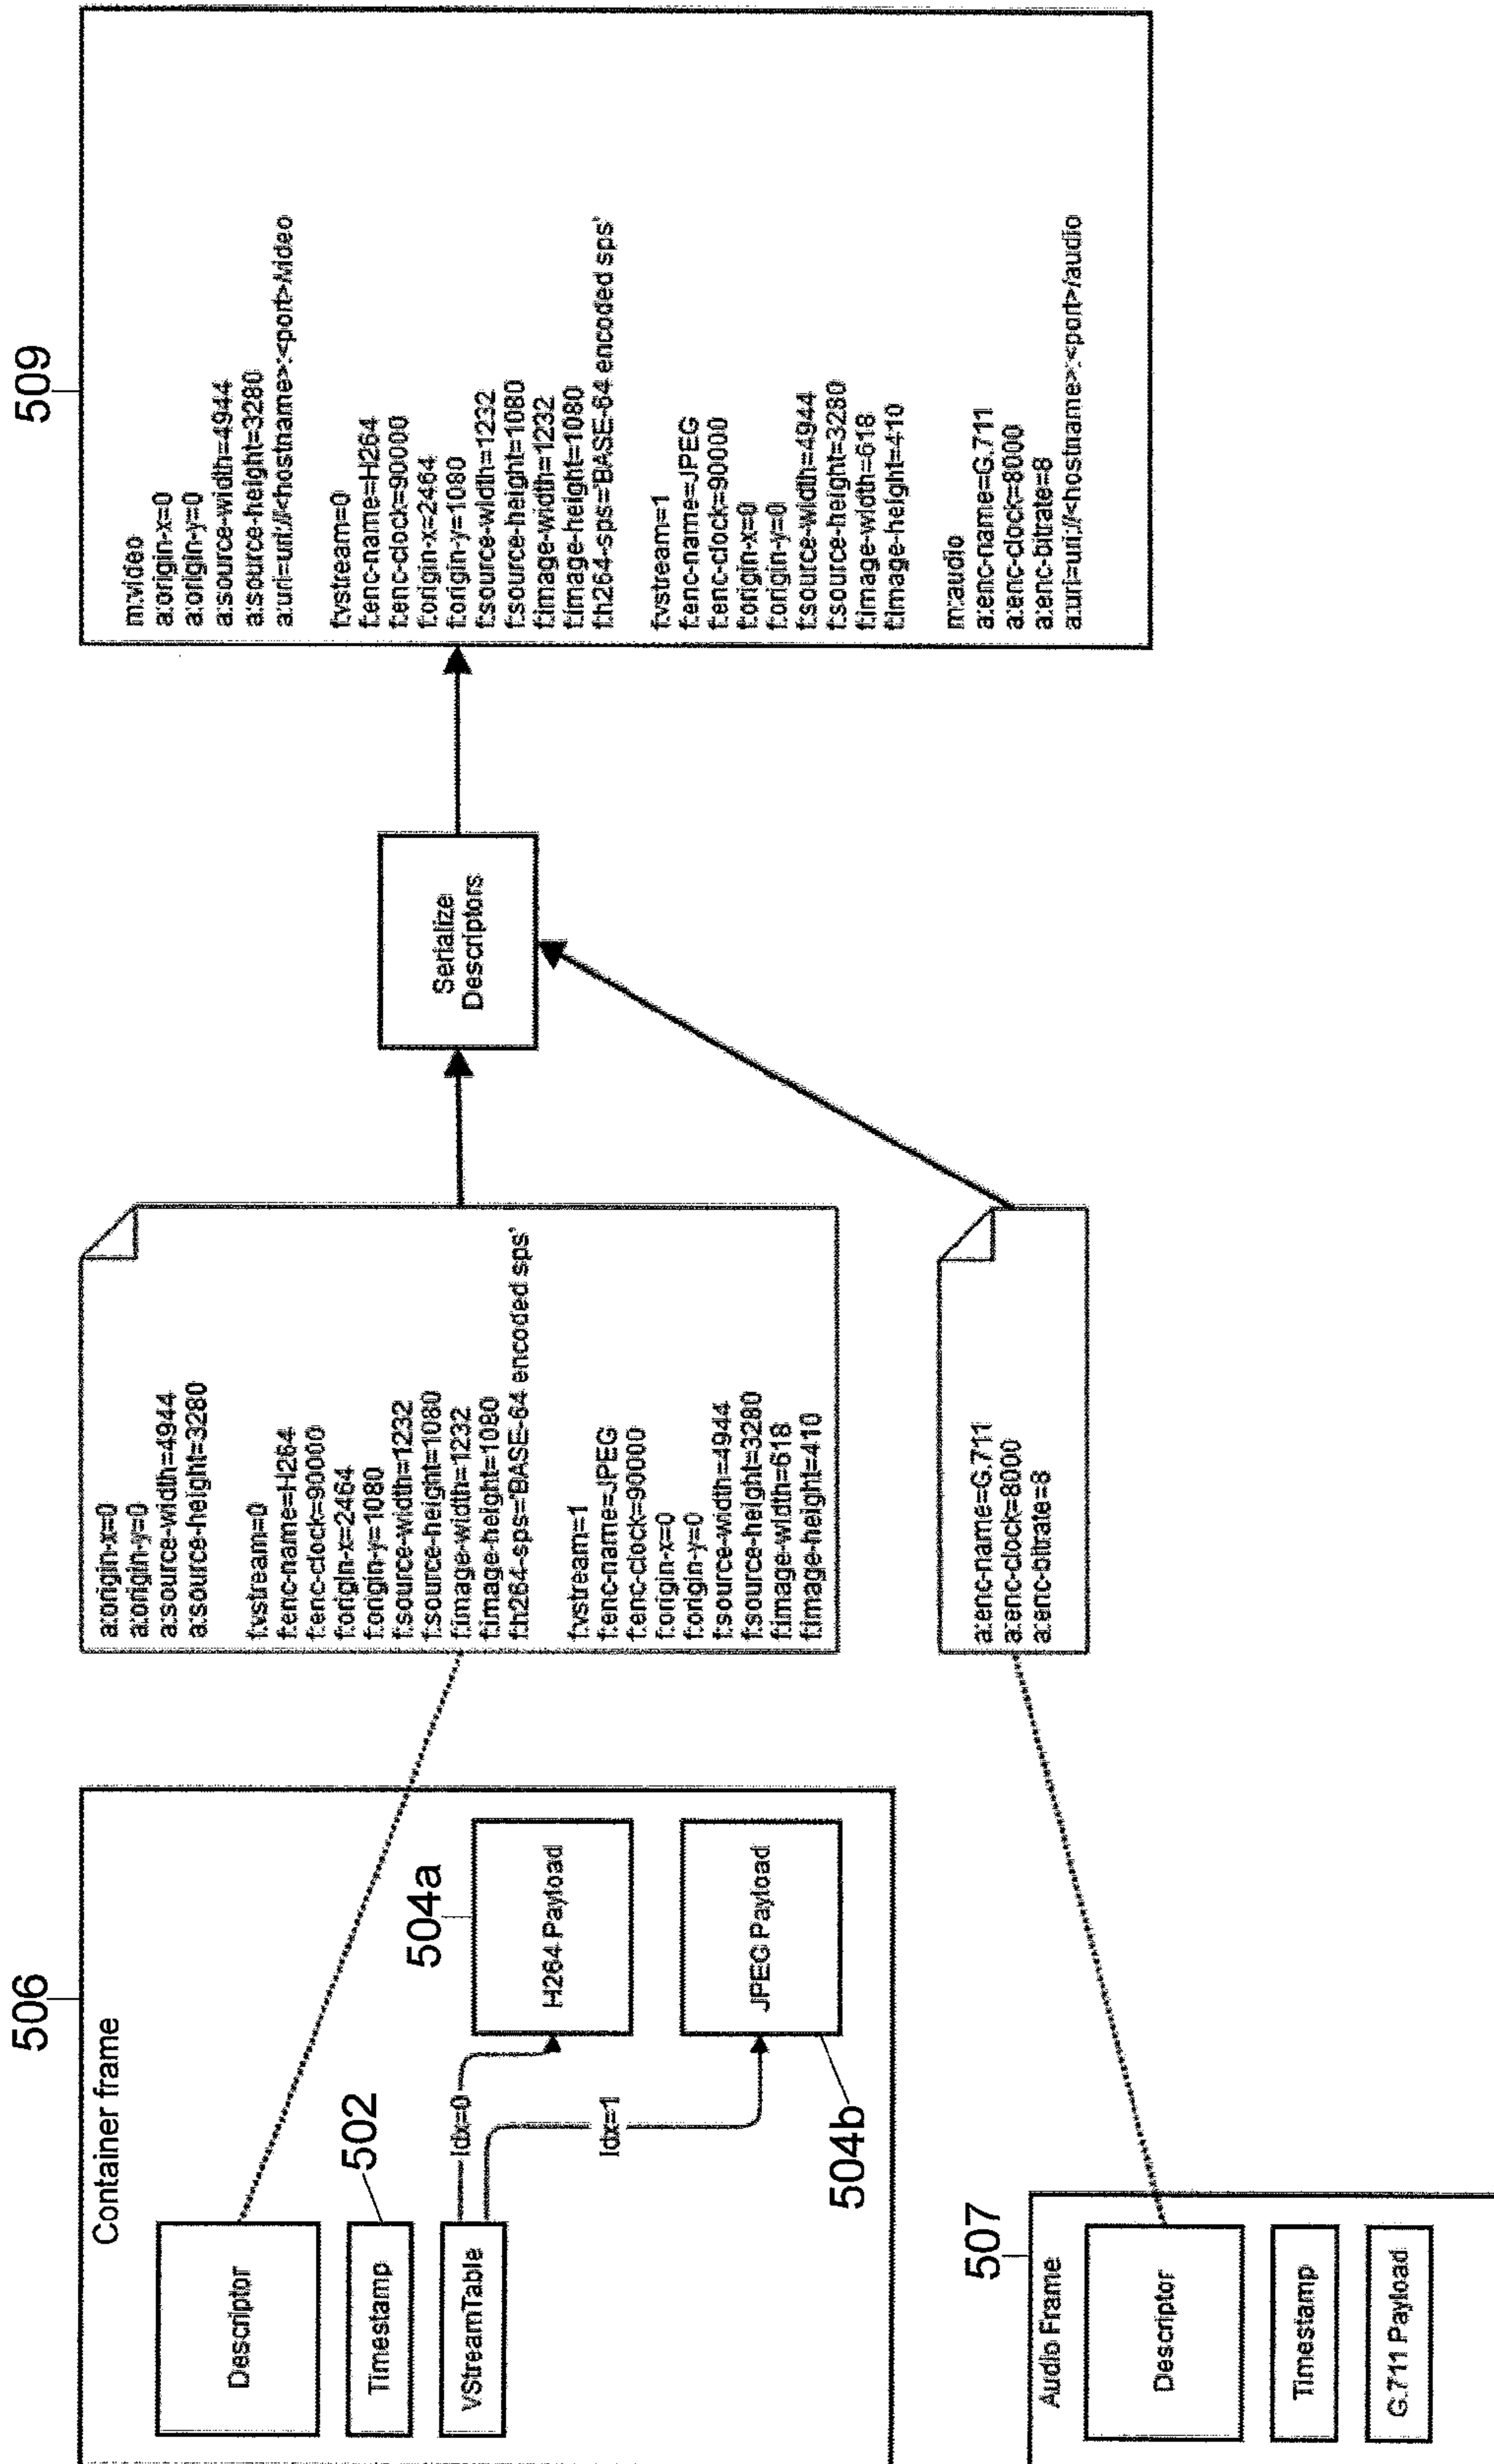 506
Container frame
Descriptor
502
Timestamp
VStreamTable
Idx=0
Idx=1
504a
H264 Payload
504b
JPEG Payload
507
Audio Frame
Descriptor
Timestamp
G.711 Payload
a:origin-x=0
a:origin-y=0
a:source-width=4944
a:source-height=3280
f:vstream=0
f:enc-name=H264
f:enc-clock=90000
f:origin-x=2464
f:origin-y=1080
f:source-width=1232
f:source-height=1080
f:image-width=1232
f:image-height=1080
f:h264-sps='BASE-64 encoded sps'
f:vstream=1
f:enc-name=JPEG
f:enc-clock=90000
f:origin-x=0
f:origin-y=0
f:source-width=4944
f:source-height=3280
f:image-width=618
f:image-height=410
a:enc-name=G.711
a:enc-clock=8000
a:enc-bitrate=8
Serialize
Descriptors
509
m:video
a:origin-x=0
a:origin-y=0
a:source-width=4944
a:source-height=3280
a:uri=uri://<hostname>:<port>/video
f:vstream=0
f:enc-name=H264
f:enc-clock=90000
f:origin-x=2464
f:origin-y=1080
f:source-width=1232
f:source-height=1080
f:image-width=1232
f:image-height=1080
f:h264-sps='BASE-64 encoded sps'
f:vstream=1
f:enc-name=JPEG
f:enc-clock=90000
f:origin-x=0
f:origin-y=0
f:source-width=4944
f:source-height=3280
f:image-width=618
f:image-height=410
m:audio
a:enc-name=G.711
a:enc-clock=8000
a:enc-bitrate=8
a:uri=uri://<hostname>:<port>/audio